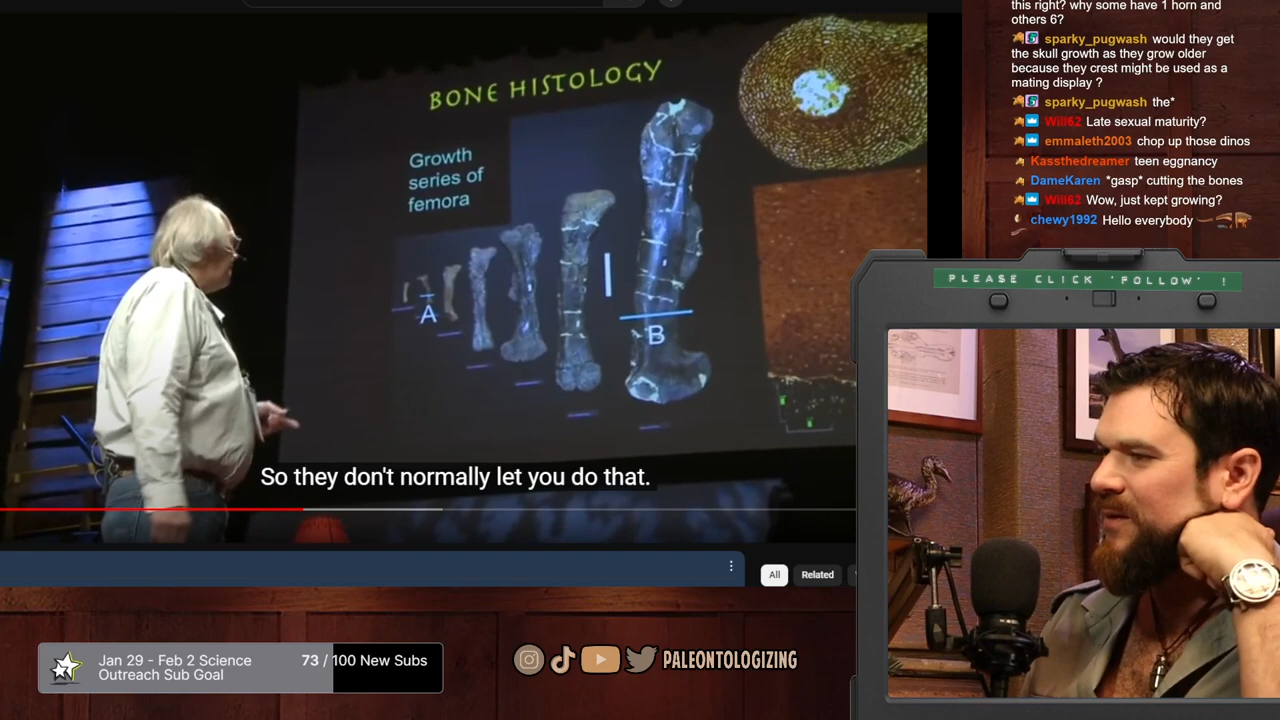 BONE HISTOLOGY
Growth
series of
femora
A
B
So they don't normally let you do that.
All
Related
this right? why some have 1 horn and
others 6?
sparky_pugwash would they get
the skull growth as they grow older
because they crest might be used as a
mating display ?
sparky_pugwash the*
Will62 Late sexual maturity?
emmaleth2003 chop up those dinos
Kassthedreamer teen eggnancy
DameKaren *gasp* cutting the bones
Will62 Wow, just kept growing?
chewy1992 Hello everybody
PLEASE CLICK "FOLLOW" !
Jan 29 - Feb 2 Science
Outreach Sub Goal
73 / 100 New Subs
PALEONTOLOGIZING